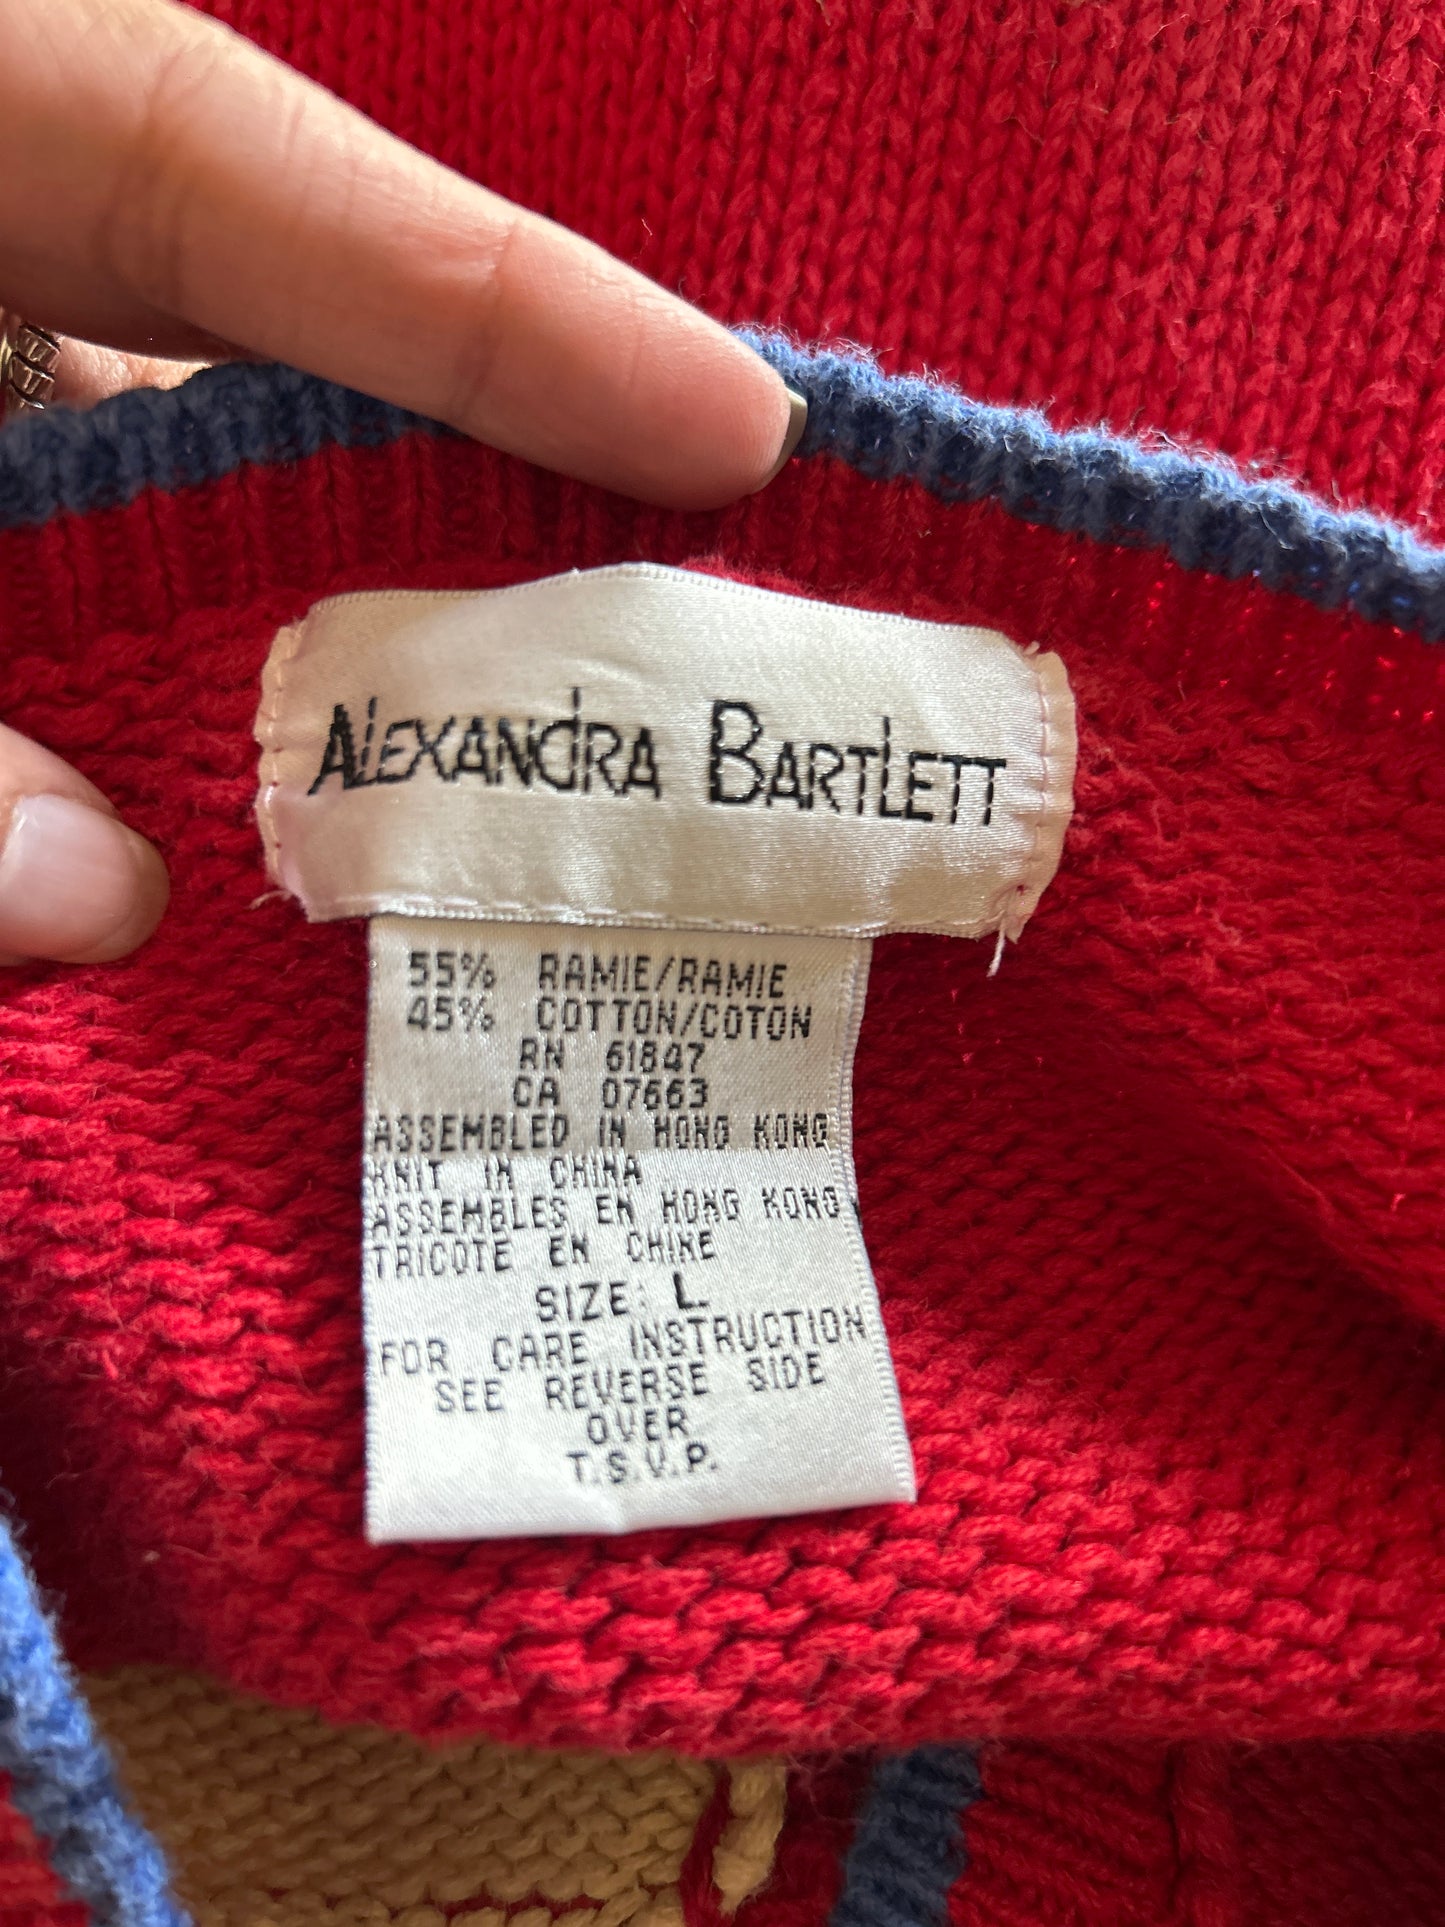 ALEXANdRA BARTLETT
55% RAMIE/RAMIE
45% COTTON/COTON
RN 61847
CA 07663
ASSEMBLED IN HONG KONG
KNIT IN CHINA
ASSEMBLES EN HONG KONG
TRICOTE EN CHINE
SIZE: L
FOR CARE INSTRUCTION
SEE REVERSE SIDE
OVER
T.S.V.P.